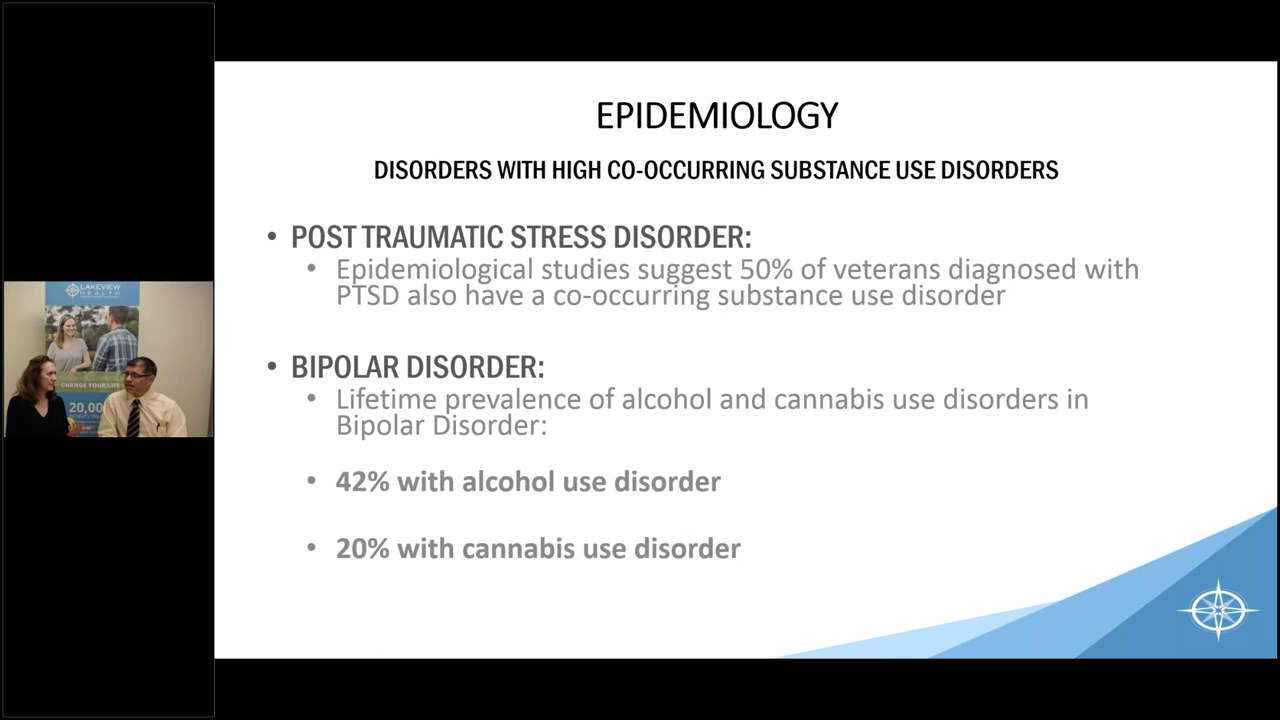 EPIDEMIOLOGY
DISORDERS WITH HIGH CO-OCCURRING SUBSTANCE USE DISORDERS
• POST TRAUMATIC STRESS DISORDER:
• Epidemiological studies suggest 50% of veterans diagnosed with
PTSD also have a co-occurring substance use disorder
• BIPOLAR DISORDER:
• Lifetime prevalence of alcohol and cannabis use disorders in
Bipolar Disorder:
• 42% with alcohol use disorder
• 20% with cannabis use disorder
LAKEVIEW
HEALTH
CHANGE YOUR LIFE
20,00